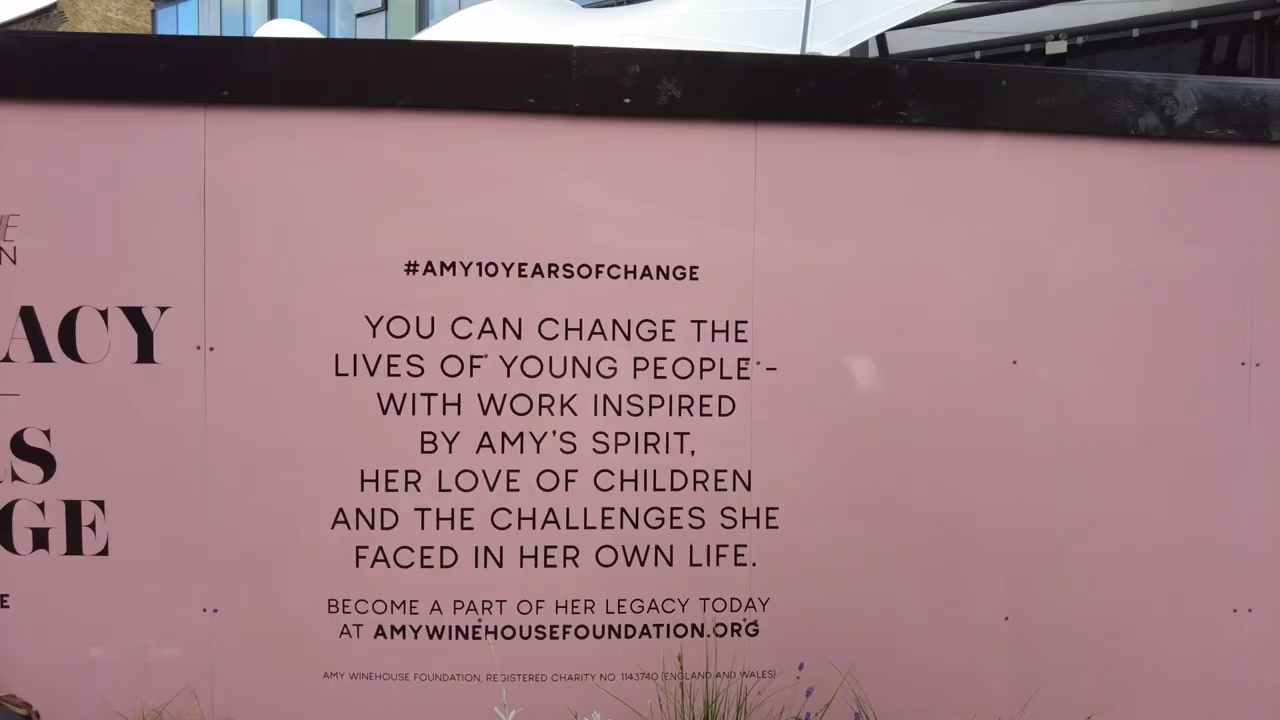 ACY
GE
#AMY10YEARSOFCHANGE
YOU CAN CHANGE THE
LIVES OF YOUNG PEOPLE -
WITH WORK INSPIRED
BY AMY'S SPIRIT,
HER LOVE OF CHILDREN
AND THE CHALLENGES SHE
FACED IN HER OWN LIFE.
BECOME A PART OF HER LEGACY TODAY
AT AMYWINEHOUSEFOUNDATION.ORG
AMY WINEHOUSE FOUNDATION, REGISTERED CHARITY NO. 1143740 (ENGLAND AND WALES)